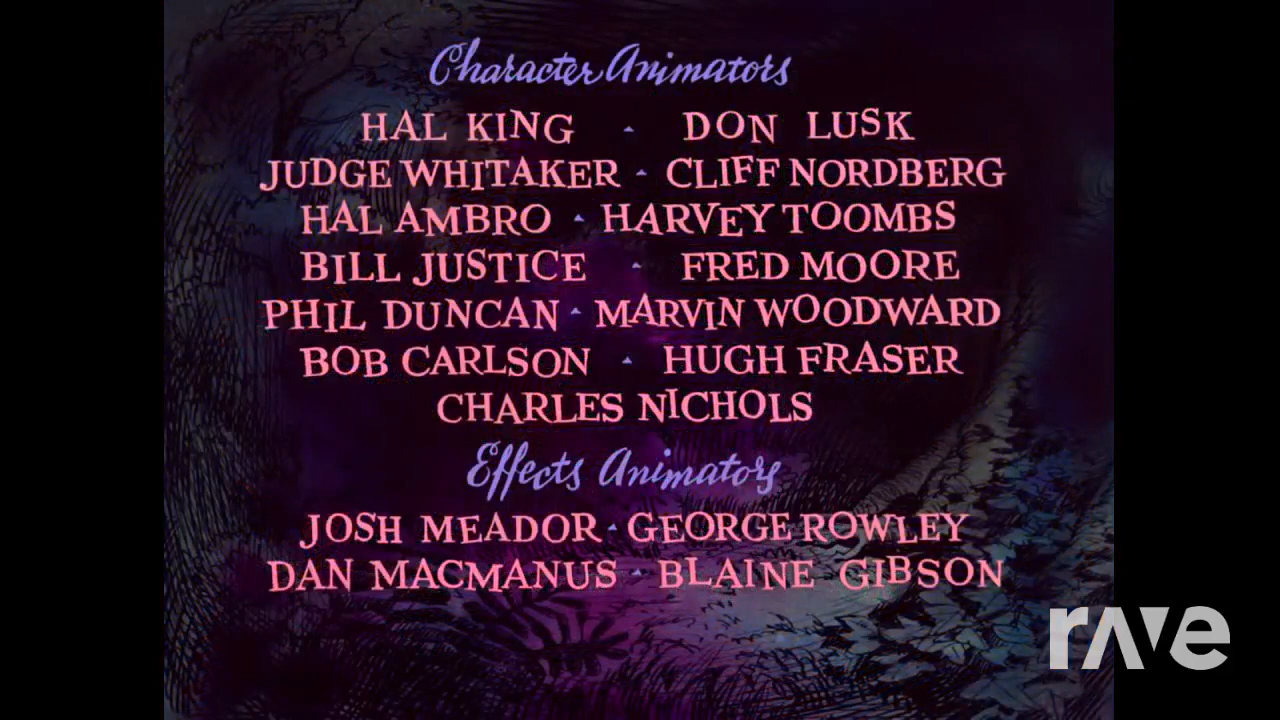 Character Animators
HAL KING - DON LUSK
JUDGE WHITAKER - CLIFF NORDBERG
HAL AMBRO - HARVEY TOOMBS
BILL JUSTICE - FRED MOORE
PHIL DUNCAN - MARVIN WOODWARD
BOB CARLSON - HUGH FRASER
CHARLES NICHOLS
Effects Animators
JOSH MEADOR - GEORGE ROWLEY
DAN MACMANUS - BLAINE GIBSON
rave